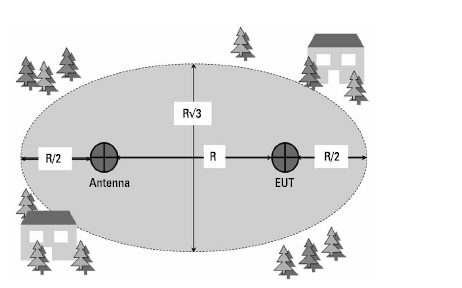 R√3
R/2
R
R/2
Antenna
EUT